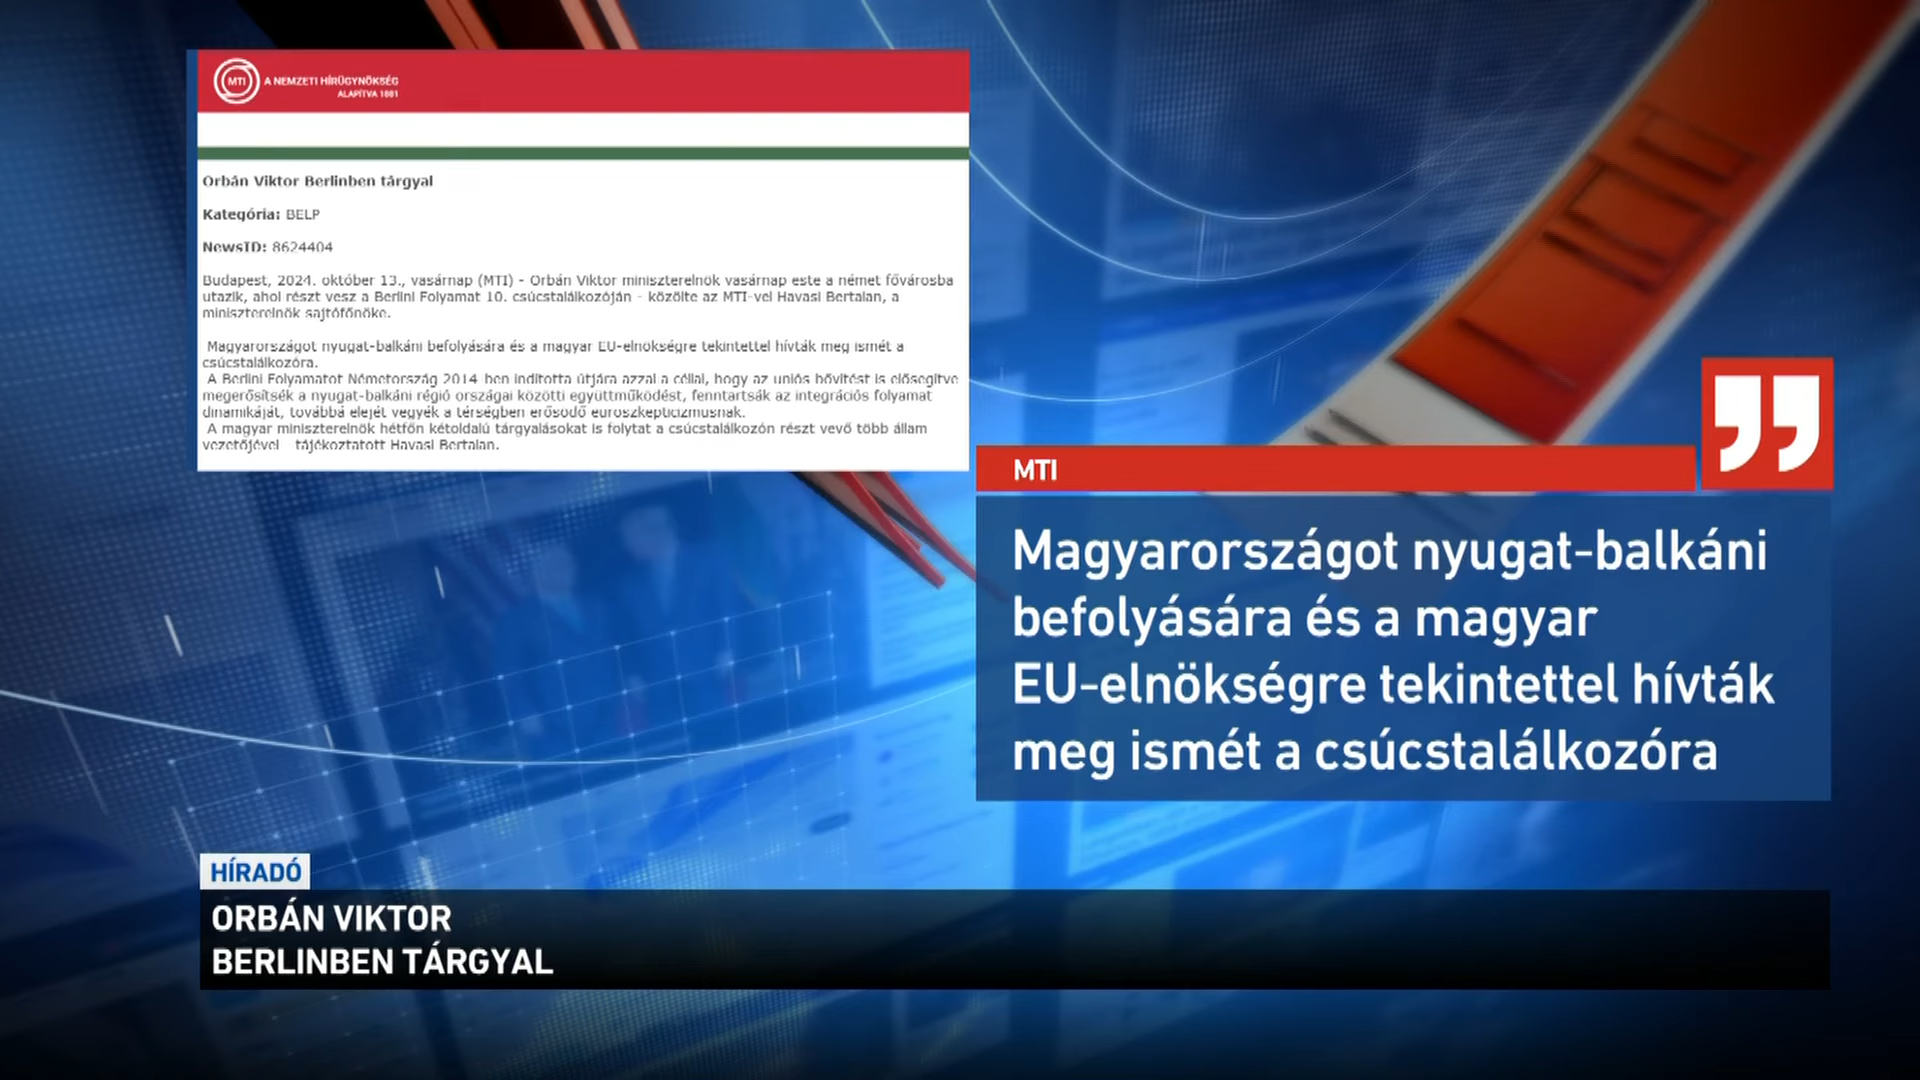 MTI
A NEMZETI HÍRÜGYNÖKSÉG
ALAPÍTVA 1881
Orbán Viktor Berlinben tárgyal
Kategória: BELP
NewsID: 8624404
Budapest, 2024. október 13., vasárnap (MTI) - Orbán Viktor miniszterelnök vasárnap este a német fővárosba
utazik, ahol részt vesz a Berlini Folyamat 10. csúcstalálkozóján - közölte az MTI-vel Havasi Bertalan, a
miniszterelnök sajtófőnöke.
Magyarországot nyugat-balkáni befolyására és a magyar EU-elnökségre tekintettel hívták meg ismét a
csúcstalálkozóra.
A Berlini Folyamatot Németország 2014-ben indította útjára azzal a céllal, hogy az uniós bővítést is elősegítve
megerősítsék a nyugat-balkáni régió országai közötti együttműködést, fenntartsák az integrációs folyamat
dinamikáját, továbbá elejét vegyék a térségben erősödő euroszkepticizmusnak.
A magyar miniszterelnök hétfőn kétoldalú tárgyalásokat is folytat a csúcstalálkozón részt vevő több állam
vezetőjével - tájékoztatott Havasi Bertalan.
MTI
Magyarországot nyugat-balkáni
befolyására és a magyar
EU-elnökségre tekintettel hívták
meg ismét a csúcstalálkozóra
HÍRADÓ
ORBÁN VIKTOR
BERLINBEN TÁRGYAL